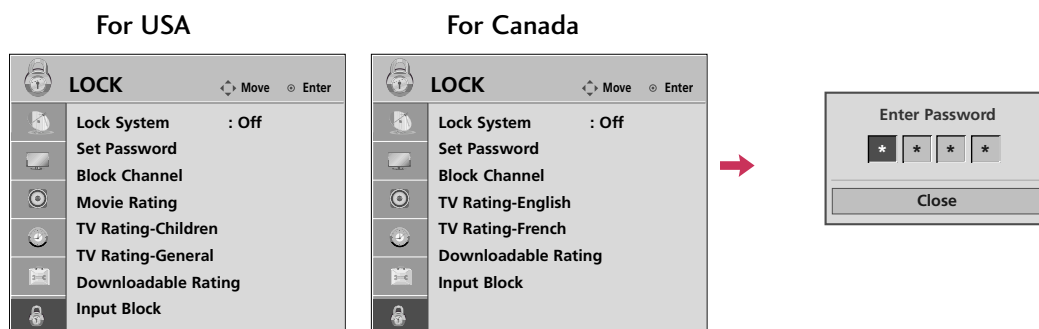 For USA
LOCK Move Enter
Lock System : Off
Set Password
Block Channel
Movie Rating
TV Rating-Children
TV Rating-General
Downloadable Rating
Input Block
For Canada
LOCK Move Enter
Lock System : Off
Set Password
Block Channel
TV Rating-English
TV Rating-French
Downloadable Rating
Input Block
Enter Password
* * * *
Close